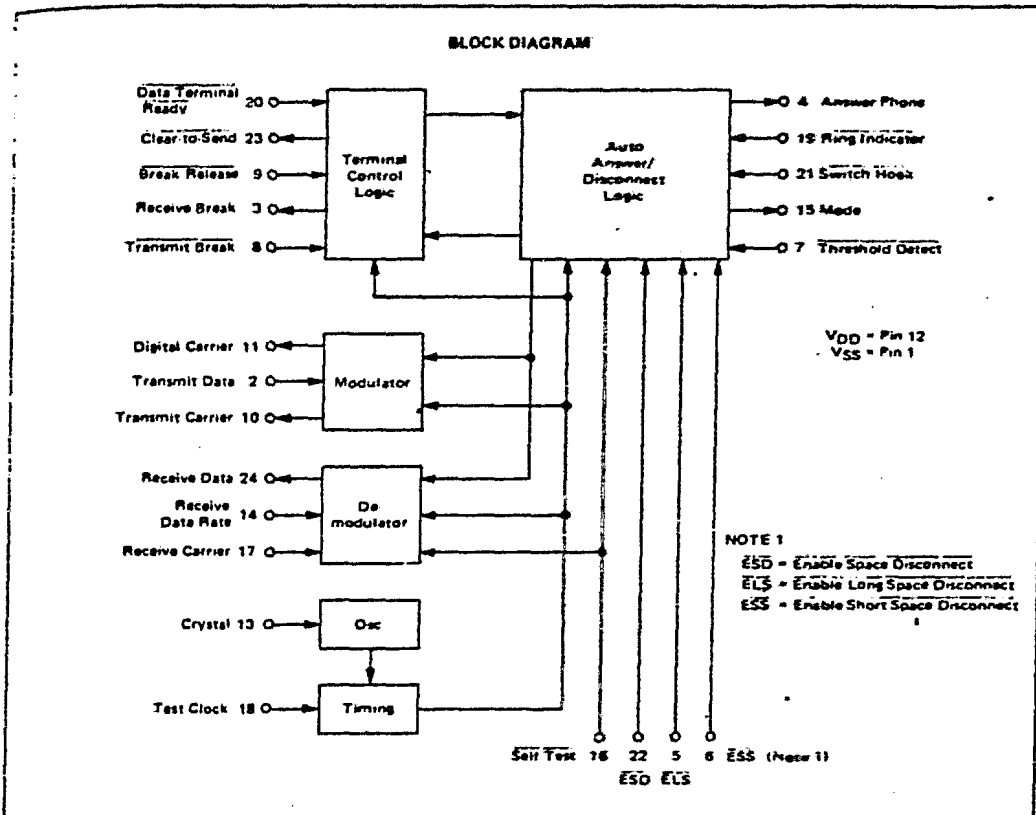 BLOCK DIAGRAM
Data Terminal
Ready 20
Clear-to-Send 23
Break Release 9
Receive Break 3
Transmit Break 8
Terminal
Control
Logic
Auto
Answer/
Disconnect
Logic
4 Answer Phone
19 Ring Indicator
21 Switch Hook
15 Mode
7 Threshold Detect
VDD = Pin 12
VSS = Pin 1
Digital Carrier 11
Transmit Data 2
Transmit Carrier 10
Modulator
Receive Data 24
Receive
Data Rate 14
Receive Carrier 17
De
modulator
NOTE 1
ESD = Enable Space Disconnect
ELS = Enable Long Space Disconnect
ESS = Enable Short Space Disconnect
Crystal 13
Osc
Test Clock 18
Timing
Self Test 16 22 5 6 ESS (Note 1)
ESD ELS